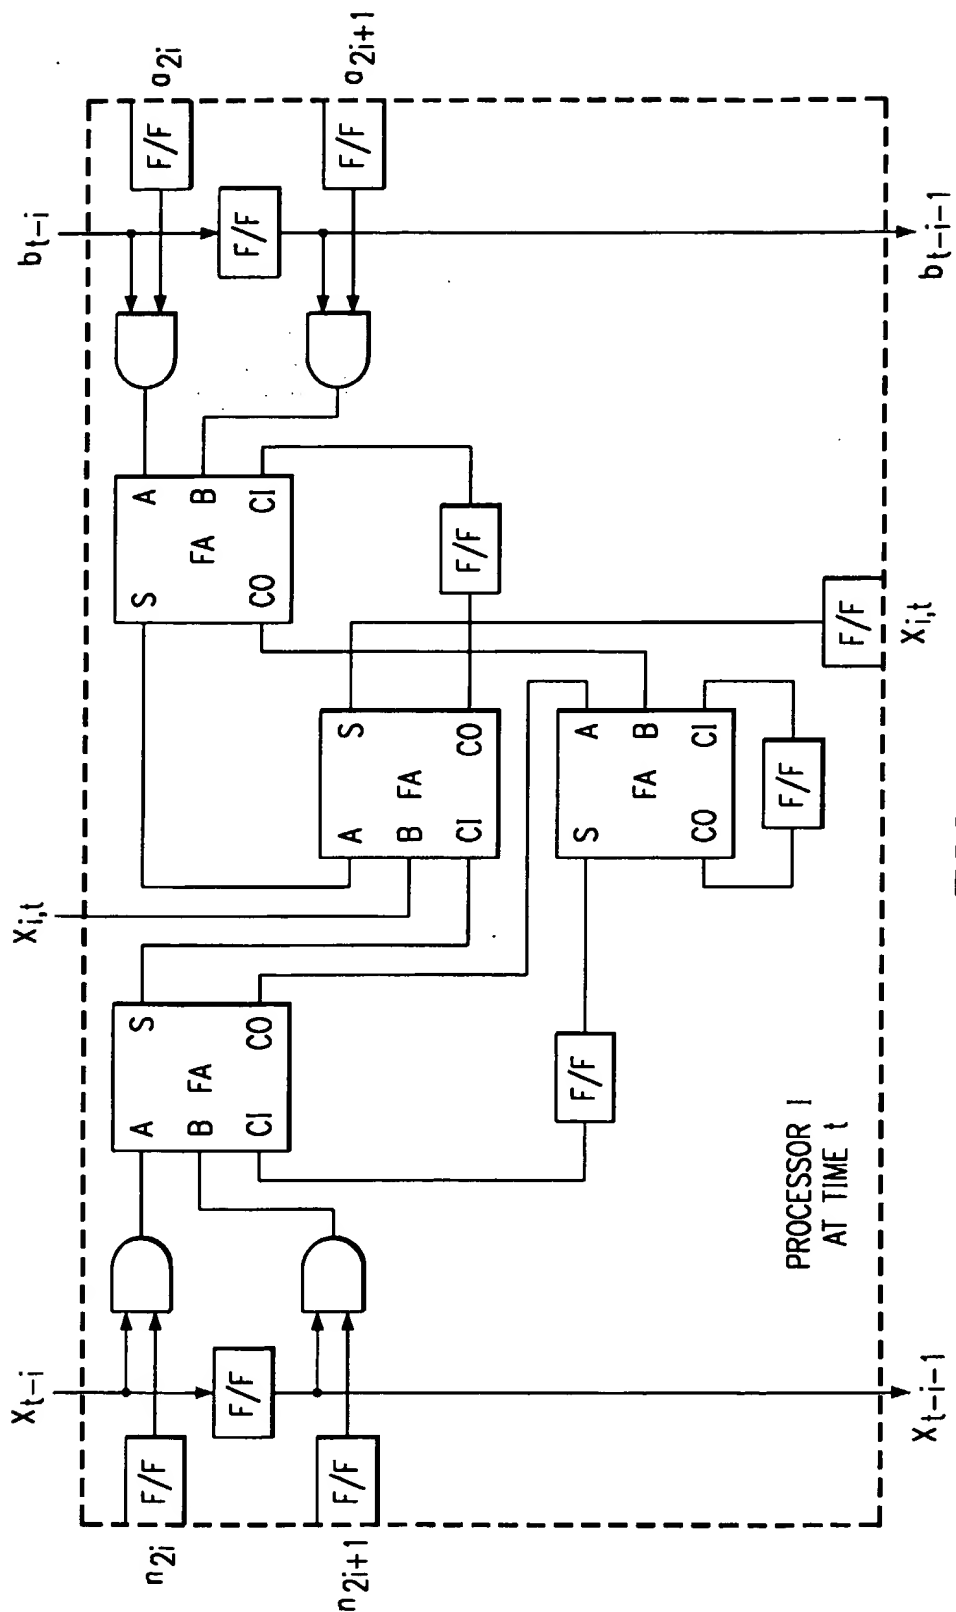 n2i
n2i+1
F/F
F/F
Xt-i
F/F
Xt-i-1
A
B
CI
FA
S
CO
F/F
PROCESSOR I
AT TIME t
Xi,t
A
B
CI
FA
S
CO
S
CO
FA
A
B
CI
F/F
F/F
F/F
Xi,t
S
CO
FA
A
B
CI
bt-i
F/F
bt-i-1
F/F
F/F
a2i
a2i+1